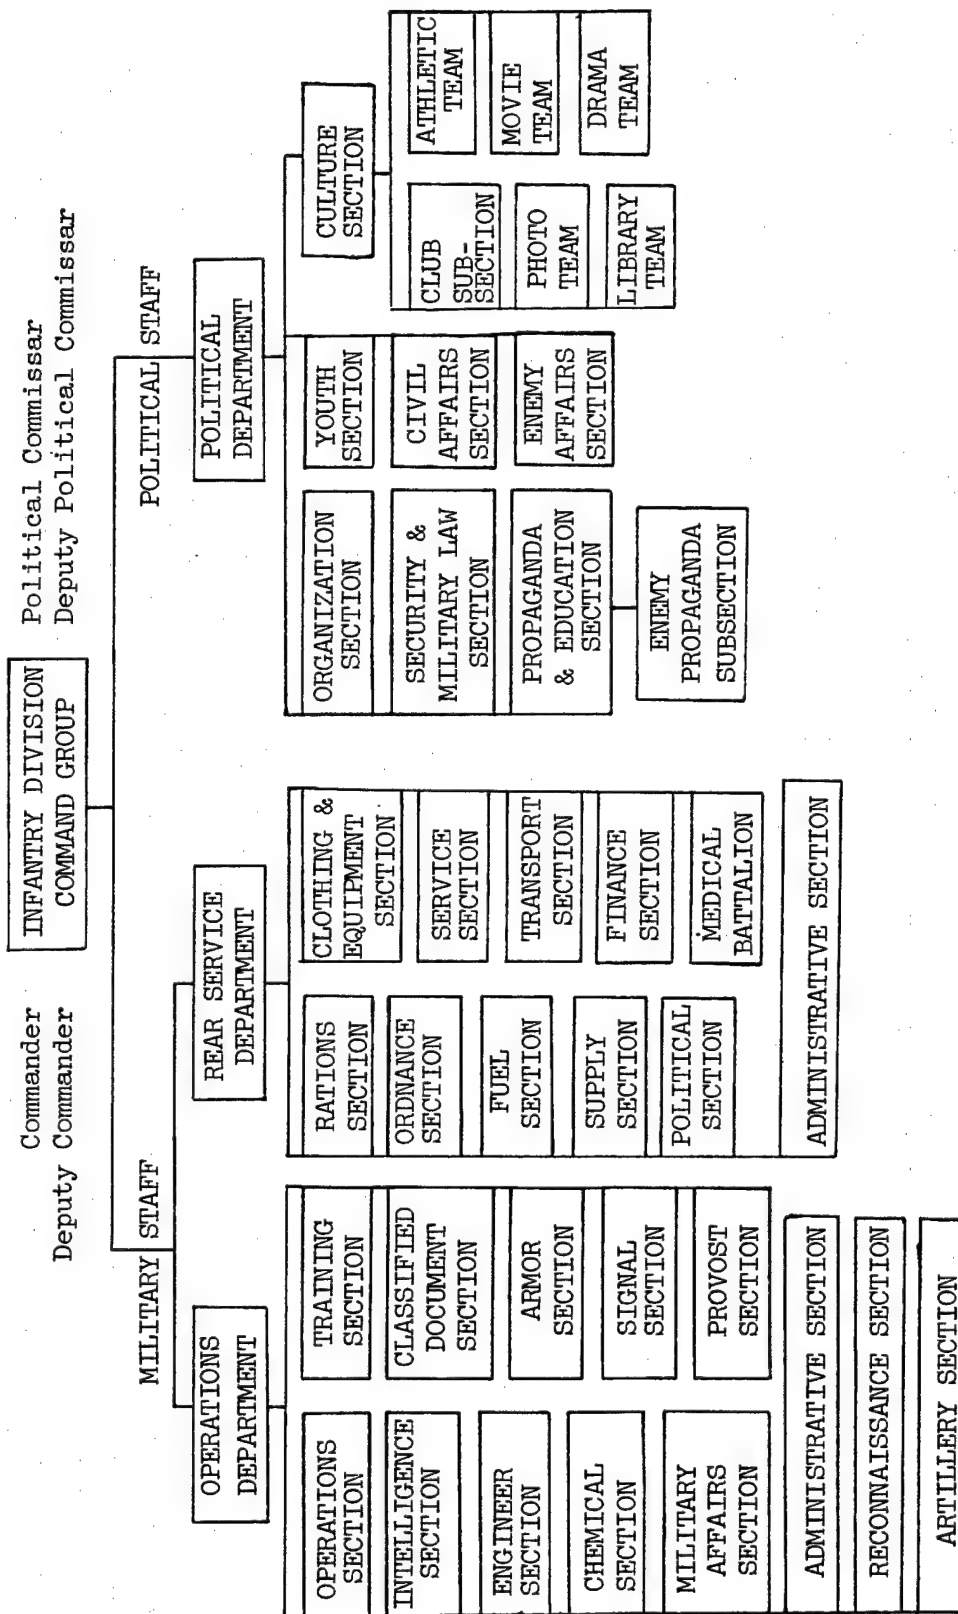 INFANTRY DIVISION
COMMAND GROUP
Commander
Deputy Commander
Political Commissar
Deputy Political Commissar
MILITARY STAFF
POLITICAL STAFF
OPERATIONS
DEPARTMENT
REAR SERVICE
DEPARTMENT
POLITICAL
DEPARTMENT
OPERATIONS
SECTION
TRAINING
SECTION
INTELLIGENCE
SECTION
CLASSIFIED
DOCUMENT
SECTION
ENGINEER
SECTION
ARMOR
SECTION
CHEMICAL
SECTION
SIGNAL
SECTION
MILITARY
AFFAIRS
SECTION
PROVOST
SECTION
ADMINISTRATIVE SECTION
RECONNAISSANCE SECTION
ARTILLERY SECTION
RATIONS
SECTION
CLOTHING &
EQUIPMENT
SECTION
ORDNANCE
SECTION
SERVICE
SECTION
FUEL
SECTION
TRANSPORT
SECTION
SUPPLY
SECTION
FINANCE
SECTION
POLITICAL
SECTION
MEDICAL
BATTALION
ADMINISTRATIVE SECTION
ORGANIZATION
SECTION
YOUTH
SECTION
SECURITY &
MILITARY LAW
SECTION
CIVIL
AFFAIRS
SECTION
PROPAGANDA
& EDUCATION
SECTION
ENEMY
AFFAIRS
SECTION
ENEMY
PROPAGANDA
SUBSECTION
CULTURE
SECTION
CLUB
SUB-
SECTION
ATHLETIC
TEAM
PHOTO
TEAM
MOVIE
TEAM
LIBRARY
TEAM
DRAMA
TEAM